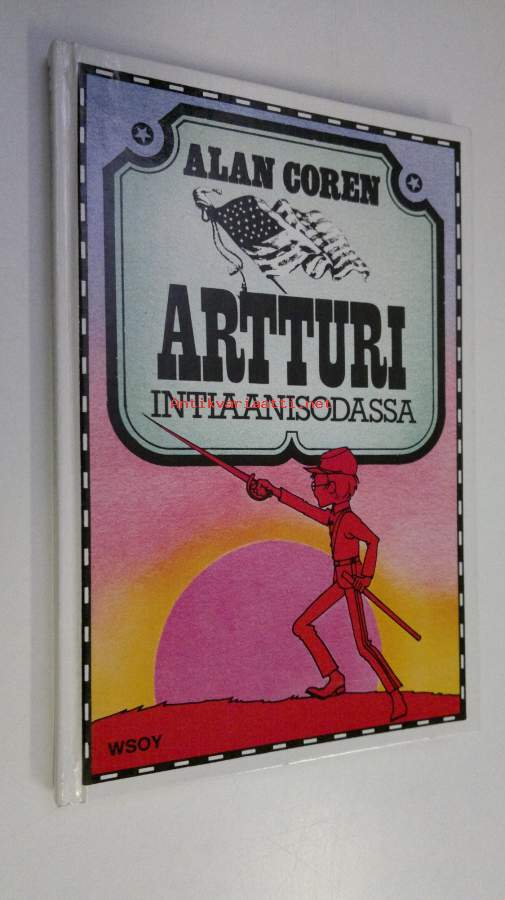 ALAN COREN
ARTTURI
INTIAANISODASSA
Antikvariaatti.net
WSOY